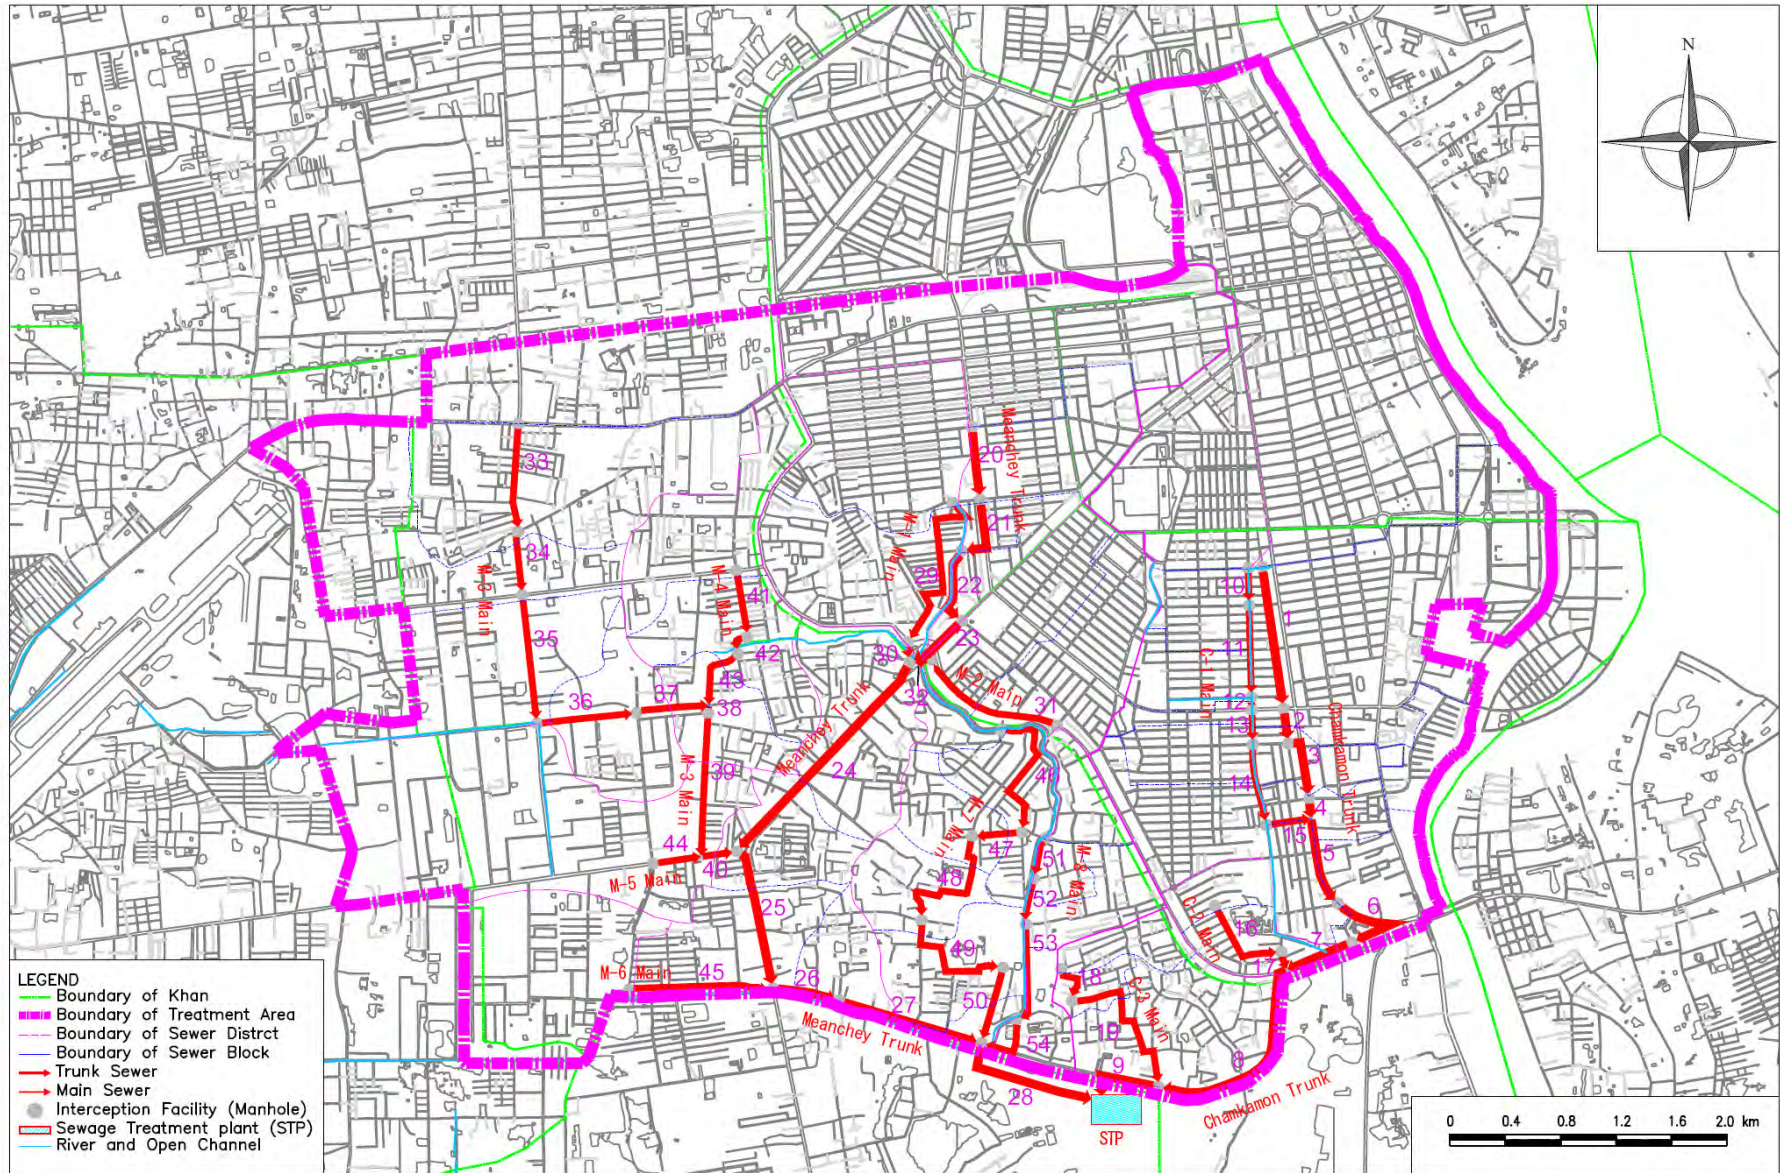 N
33
20
Meanchey Trunk
21
M-1 Main
34
M-3 Main
29
22
M-4 Main
41
10
1
23
35
11
C-1 Main
30
42
43
32
M-2 Main
36
37
38
31
12
2
13
Chamkamon Trunk
3
Meanchey Trunk
24
39
M-3 Main
46
14
4
M-7 Main
47
15
44
40
51
5
M-5 Main
48
M-8 Main
52
25
C-2 Main
6
16
53
7
49
17
M-6 Main
45
26
18
50
C-3 Main
27
19
Meanchey Trunk
54
9
8
28
Chamkamon Trunk
STP
LEGEND
Boundary of Khan
Boundary of Treatment Area
Boundary of Sewer Distrct
Boundary of Sewer Block
Trunk Sewer
Main Sewer
Interception Facility (Manhole)
Sewage Treatment plant (STP)
River and Open Channel
0 0.4 0.8 1.2 1.6 2.0 km